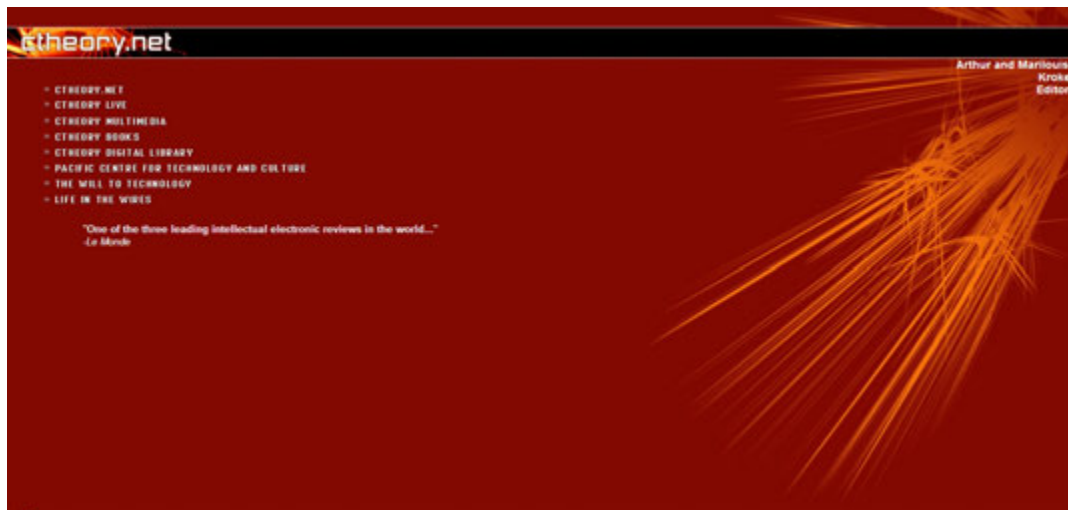 ctheory.net
Arthur and Marilouis
Kroke
Editor
CTHEORY.NET
CTHEORY LIVE
CTHEORY MULTIMEDIA
CTHEORY BOOKS
CTHEORY DIGITAL LIBRARY
PACIFIC CENTRE FOR TECHNOLOGY AND CULTURE
THE WILL TO TECHNOLOGY
LIFE IN THE WIRES
"One of the three leading intellectual electronic reviews in the world..."
-Le Monde